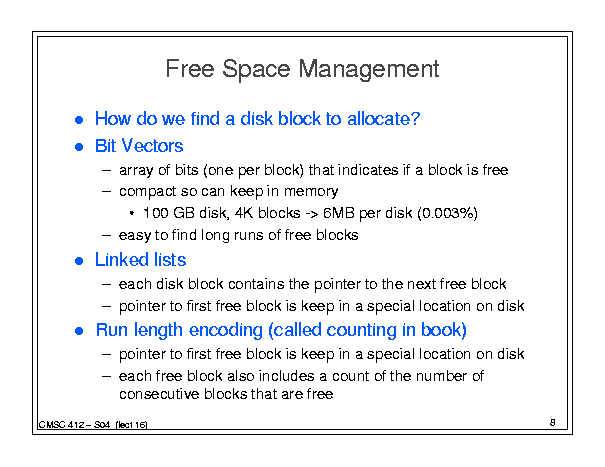 Free Space Management
● How do we find a disk block to allocate?
● Bit Vectors
– array of bits (one per block) that indicates if a block is free
– compact so can keep in memory
• 100 GB disk, 4K blocks -> 6MB per disk (0.003%)
– easy to find long runs of free blocks
● Linked lists
– each disk block contains the pointer to the next free block
– pointer to first free block is keep in a special location on disk
● Run length encoding (called counting in book)
– pointer to first free block is keep in a special location on disk
– each free block also includes a count of the number of
consecutive blocks that are free
CMSC 412 – S04 (lect 16)
8